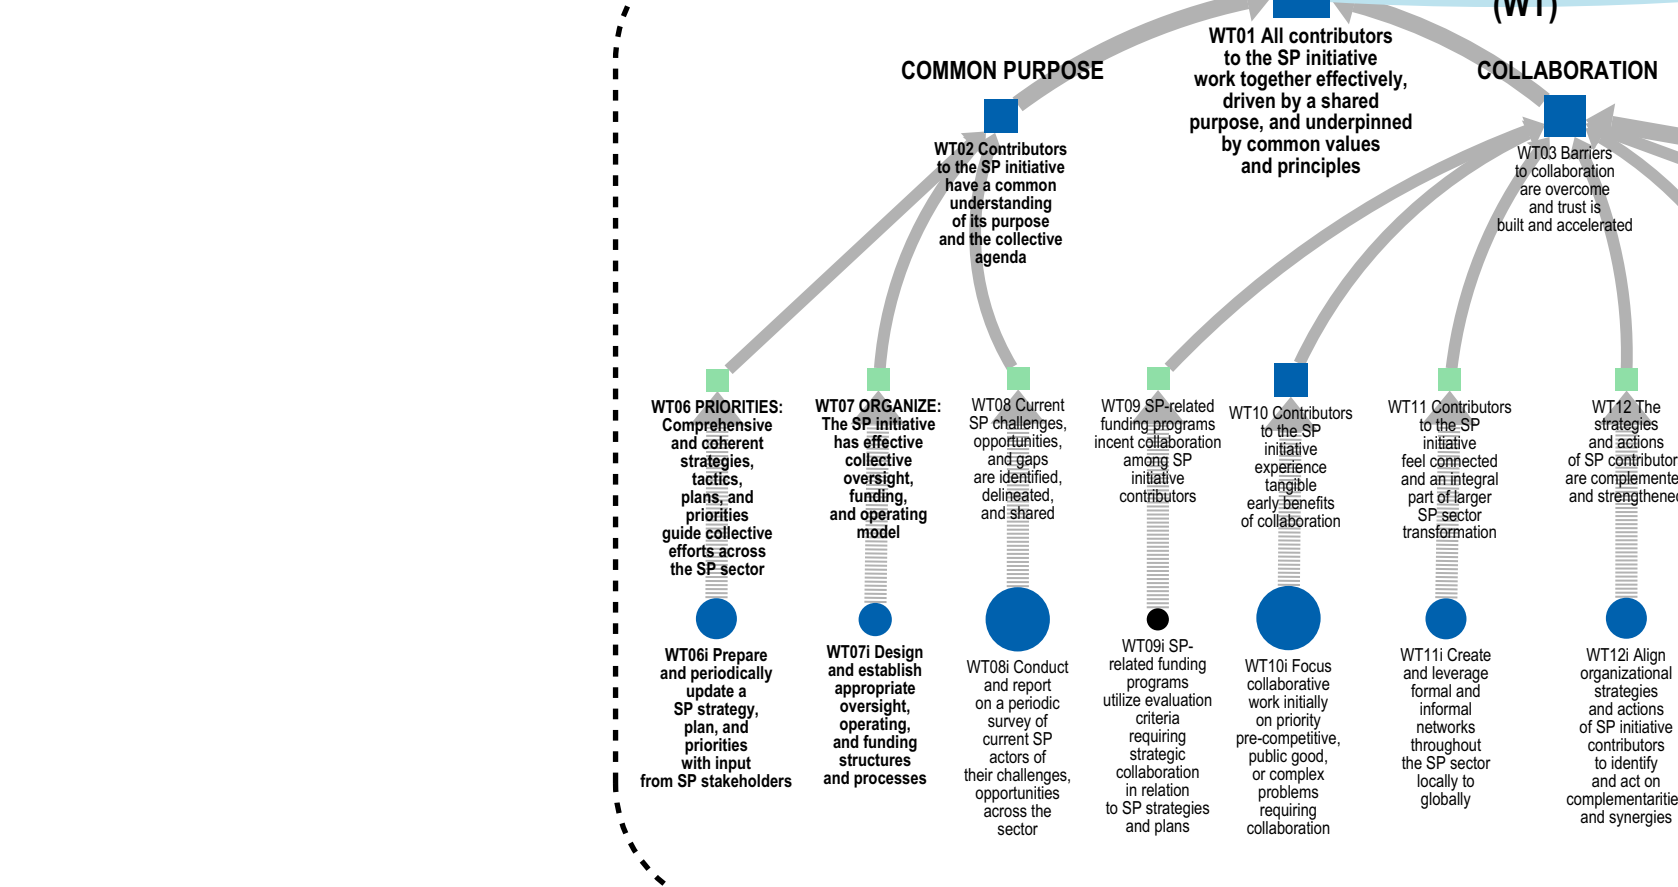 (WT)
WT01 All contributors
to the SP initiative
work together effectively,
driven by a shared
purpose, and underpinned
by common values
and principles
COMMON PURPOSE
COLLABORATION
WT02 Contributors
to the SP initiative
have a common
understanding
of its purpose
and the collective
agenda
WT03 Barriers
to collaboration
are overcome
and trust is
built and accelerated
WT06 PRIORITIES:
Comprehensive
and coherent
strategies,
tactics,
plans, and
priorities
guide collective
efforts across
the SP sector
WT07 ORGANIZE:
The SP initiative
has effective
collective
oversight,
funding,
and operating
model
WT08 Current
SP challenges,
opportunities,
and gaps
are identified,
delineated,
and shared
WT09 SP-related
funding programs
incent collaboration
among SP
initiative
contributors
WT10 Contributors
to the SP
initiative
experience
tangible
early benefits
of collaboration
WT11 Contributors
to the SP
initiative
feel connected
and an integral
part of larger
SP sector
transformation
WT12 The
strategies
and actions
of SP contributor
are complemente
and strengthened
WT06i Prepare
and periodically
update a
SP strategy,
plan, and
priorities
with input
from SP stakeholders
WT07i Design
and establish
appropriate
oversight,
operating,
and funding
structures
and processes
WT08i Conduct
and report
on a periodic
survey of
current SP
actors of
their challenges,
opportunities
across the
sector
WT09i SP-
related funding
programs
utilize evaluation
criteria
requiring
strategic
collaboration
in relation
to SP strategies
and plans
WT10i Focus
collaborative
work initially
on priority
pre-competitive,
public good,
or complex
problems
requiring
collaboration
WT11i Create
and leverage
formal and
informal
networks
throughout
the SP sector
locally to
globally
WT12i Align
organizational
strategies
and actions
of SP initiative
contributors
to identify
and act on
complementaritie
and synergies